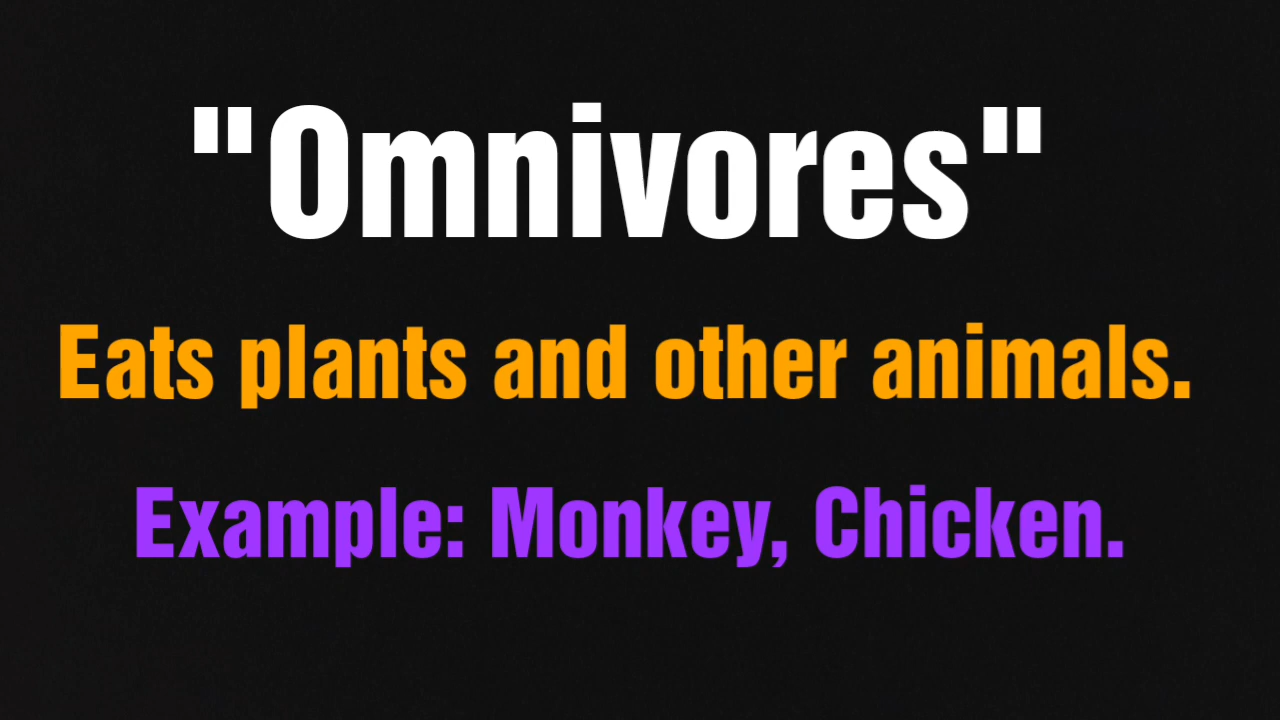 "Omnivores"
Eats plants and other animals.
Example: Monkey, Chicken.